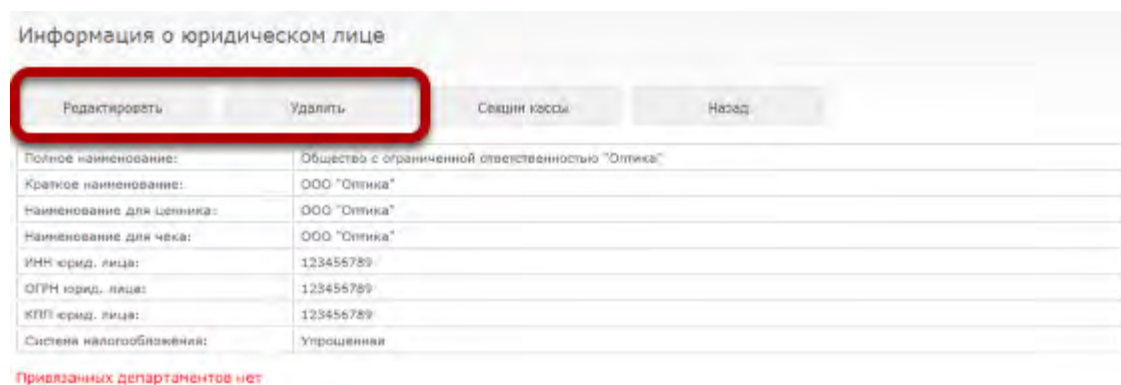 Информация о юридическом лице
Редактировать Удалить Секции кассы Назад
Полное наименование: Общество с ограниченной ответственностью "Оптика"
Краткое наименование: ООО "Оптика"
Наименование для ценника: ООО "Оптика"
Наименование для чека: ООО "Оптика"
ИНН юрид. лица: 123456789
ОГРН юрид. лица: 123456789
КПП юрид. лица: 123456789
Система налогообложения: Упрощенная
Привязанных департаментов нет